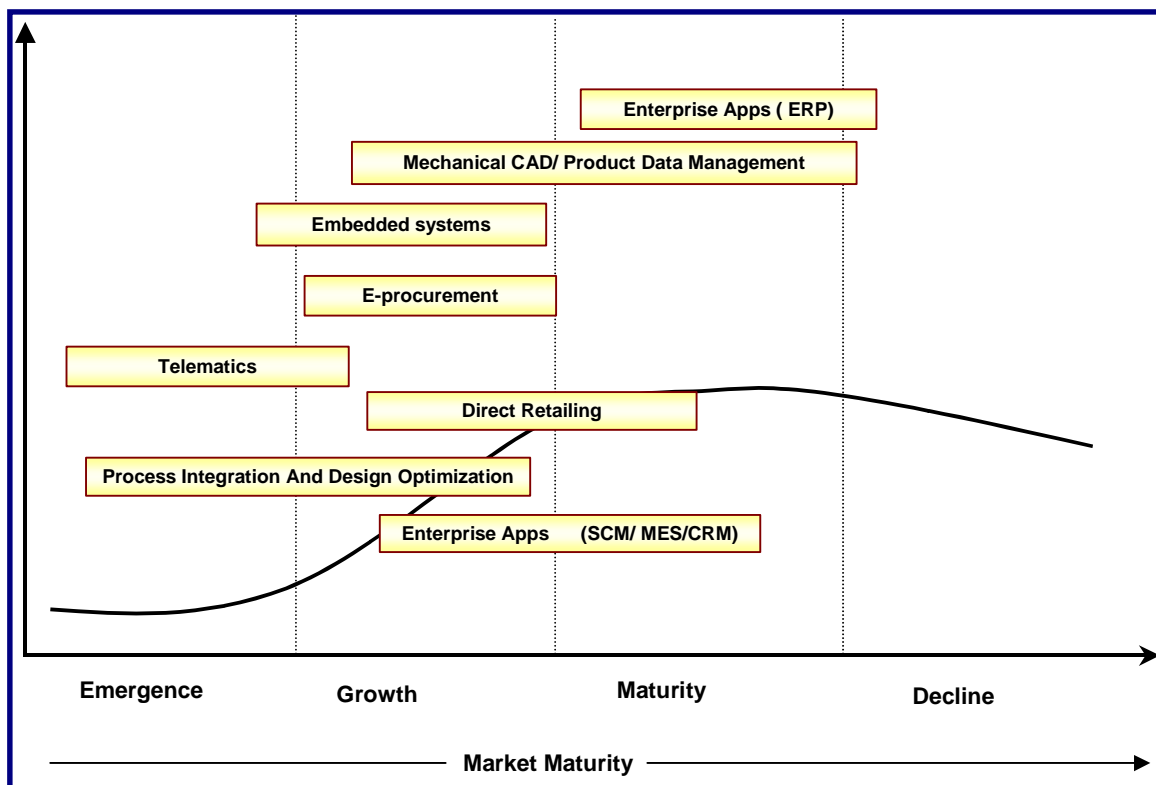 Enterprise Apps ( ERP)
Mechanical CAD/ Product Data Management
Embedded systems
E-procurement
Telematics
Direct Retailing
Process Integration And Design Optimization
Enterprise Apps (SCM/ MES/CRM)
Emergence
Growth
Maturity
Decline
Market Maturity